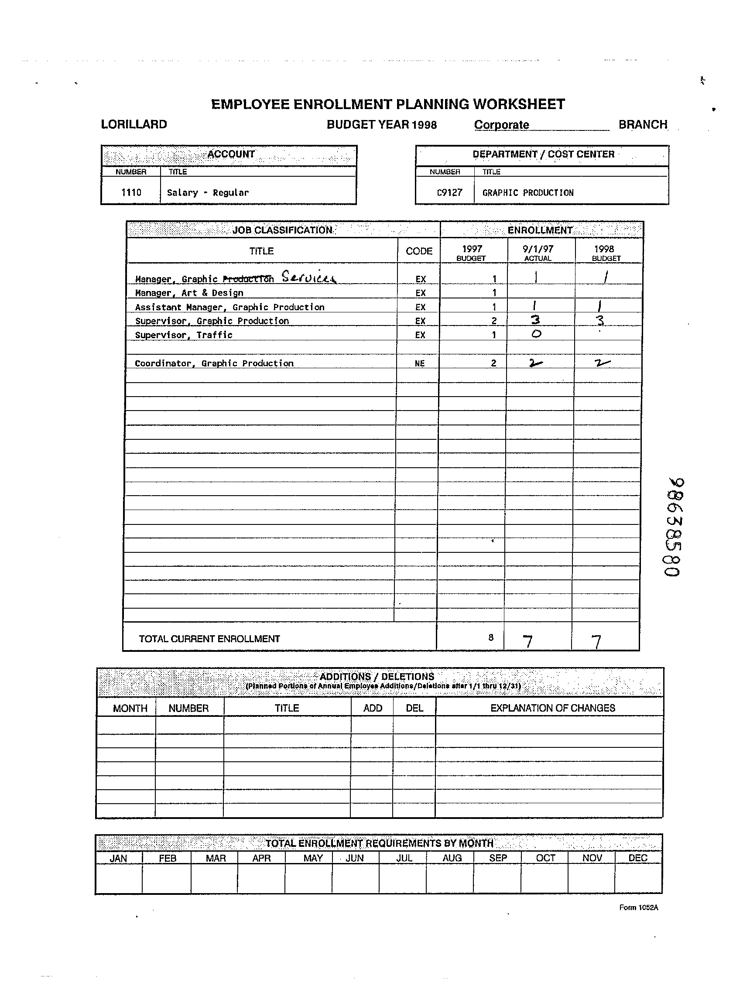 EMPLOYEE ENROLLMENT PLANNING WORKSHEET
LORILLARD BUDGET YEAR 1998 Corporate BRANCH
ACCOUNT
NUMBER TITLE
1110 Salary - Regular
DEPARTMENT / COST CENTER
NUMBER TITLE
C9127 GRAPHIC PRODUCTION
JOB CLASSIFICATION ENROLLMENT
TITLE CODE 1997 BUDGET 9/1/97 ACTUAL 1998 BUDGET
Manager, Graphic Production Services EX 1 1 1
Manager, Art & Design EX 1
Assistant Manager, Graphic Production EX 1 1 1
Supervisor, Graphic Production EX 2 3 3
Supervisor, Traffic EX 1 0
Coordinator, Graphic Production NE 2 2 2
TOTAL CURRENT ENROLLMENT 8 7 7
98638580
ADDITIONS / DELETIONS
(Planned Portions of Annual Employee Additions/Deletions after 1/1 thru 12/31)
MONTH NUMBER TITLE ADD DEL EXPLANATION OF CHANGES
TOTAL ENROLLMENT REQUIREMENTS BY MONTH
JAN FEB MAR APR MAY JUN JUL AUG SEP OCT NOV DEC
Form 1052A